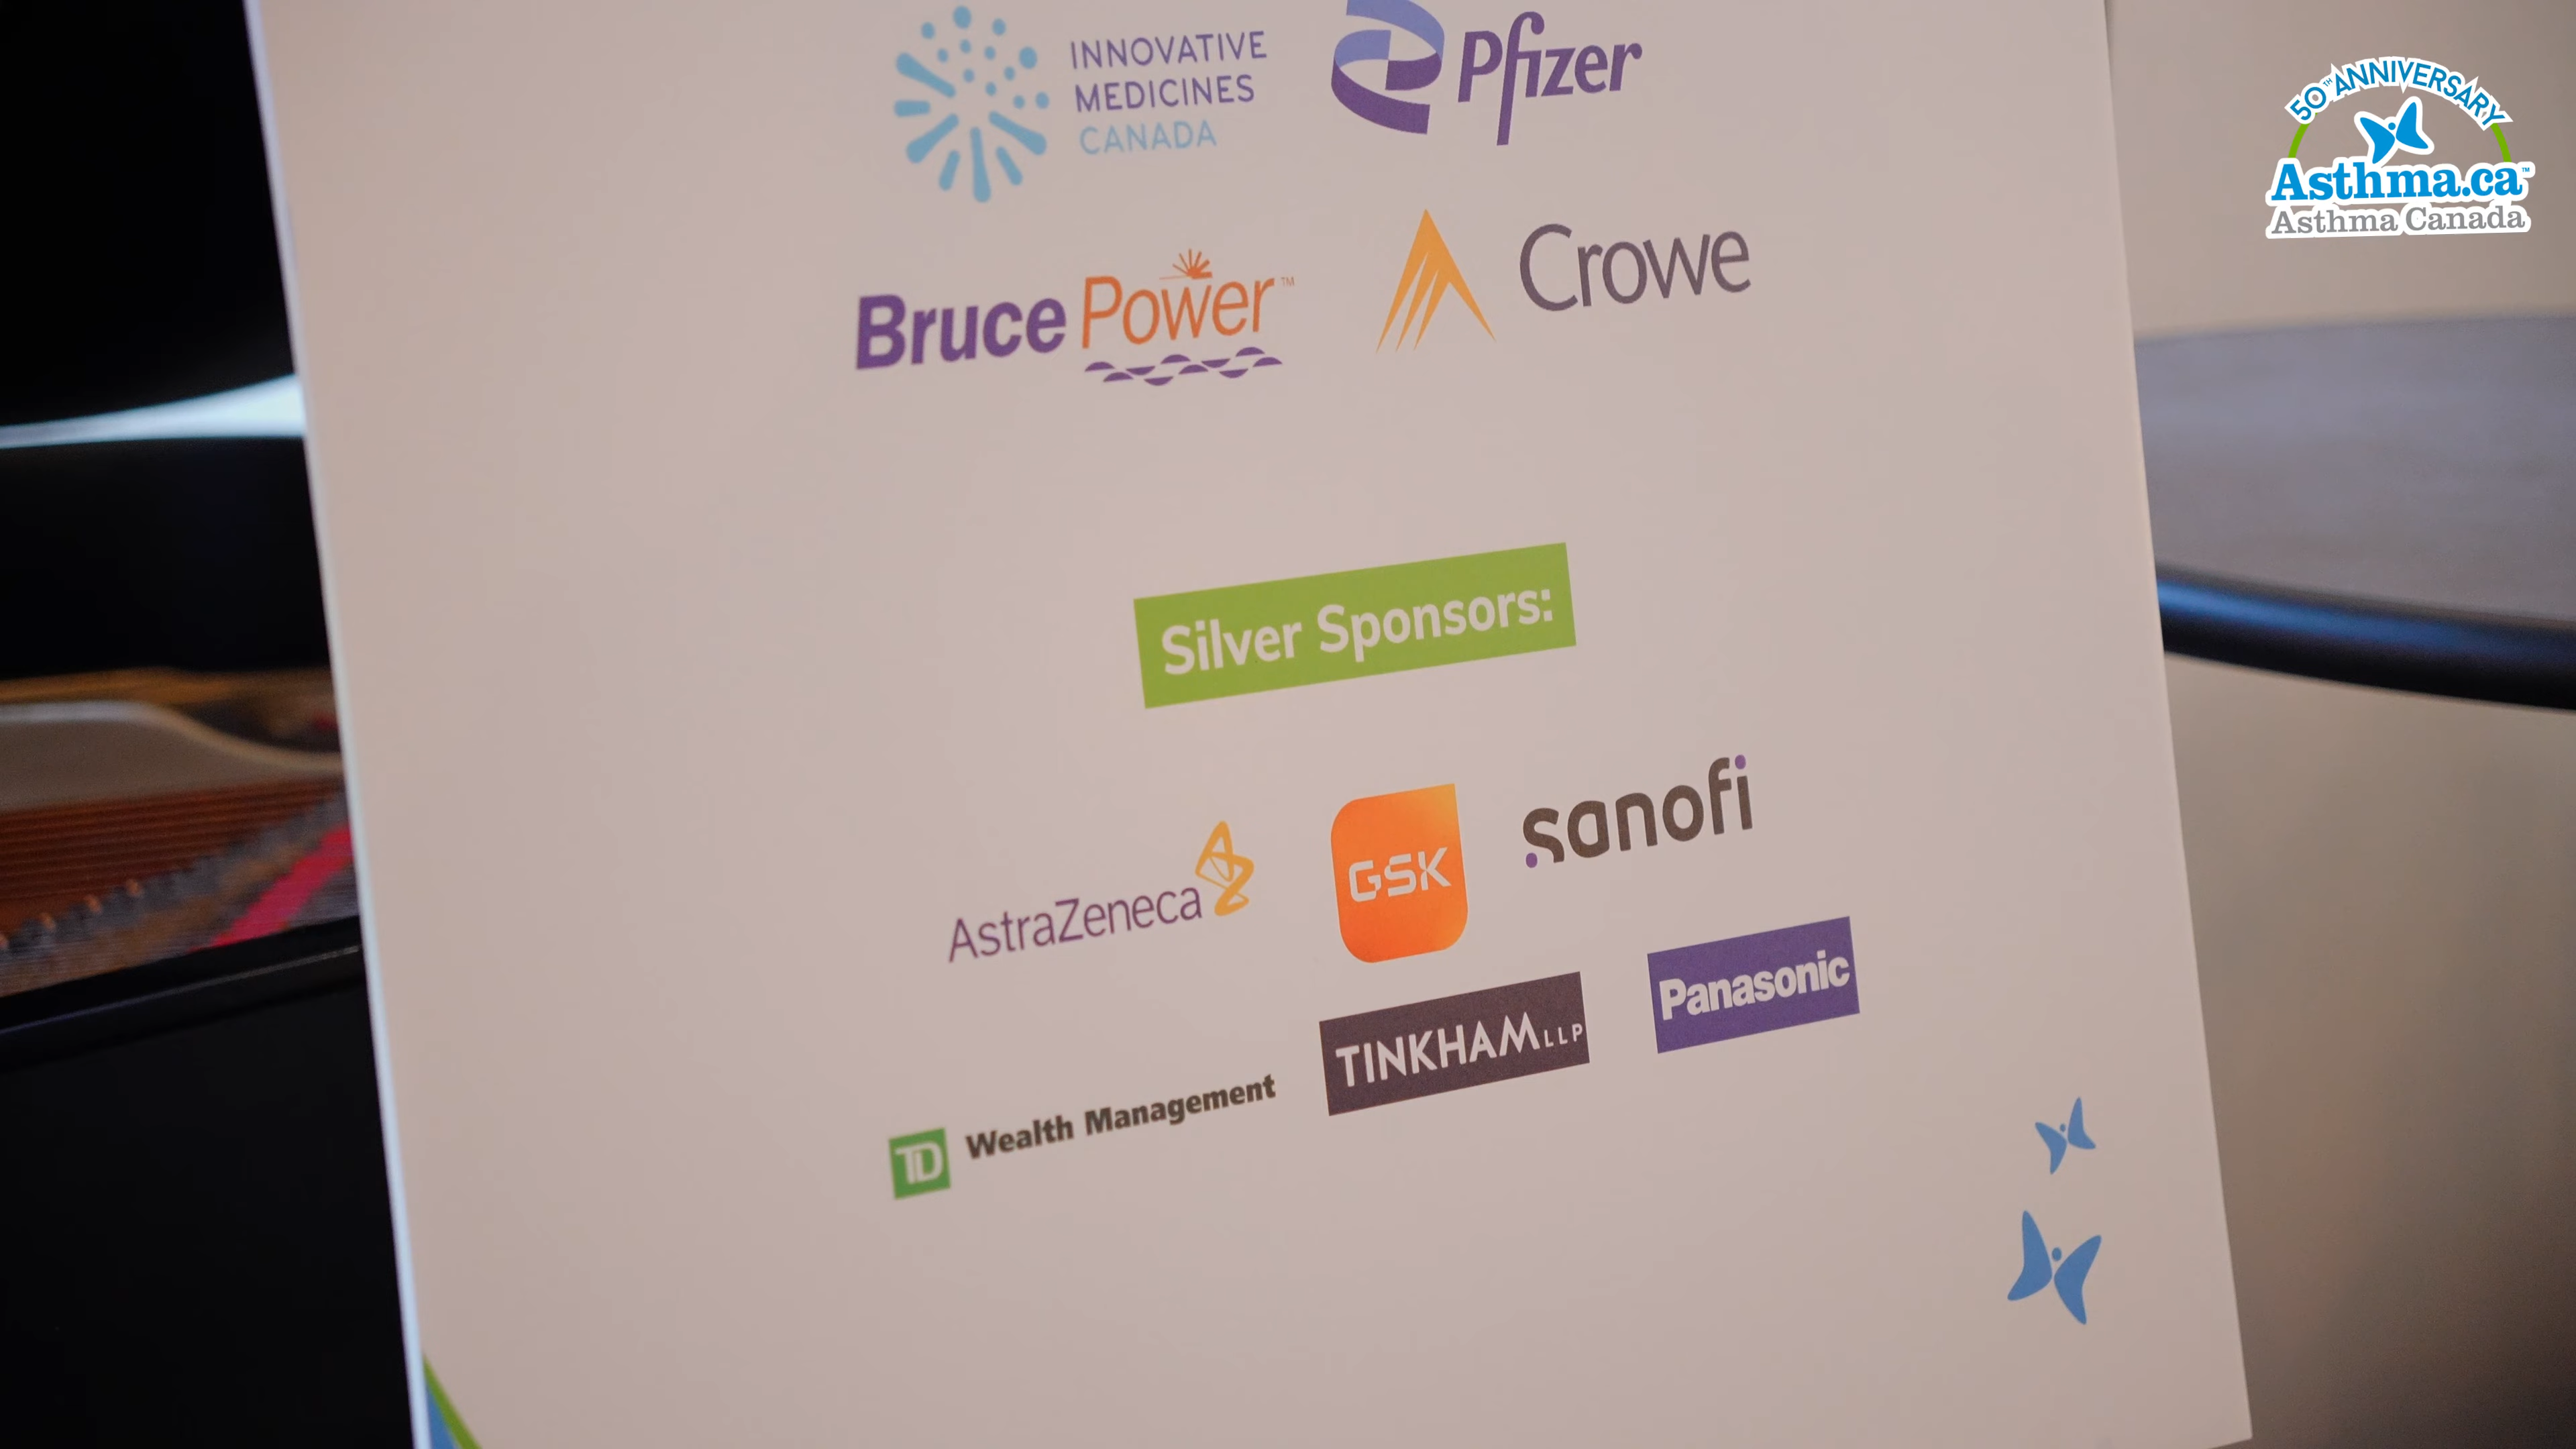 INNOVATIVE
MEDICINES
CANADA
Pfizer
Bruce Power™
Crowe
Silver Sponsors:
AstraZeneca
GSK
sanofi
TD Wealth Management
TINKHAM LLP
Panasonic
50TH ANNIVERSARY
Asthma.ca™
Asthma Canada